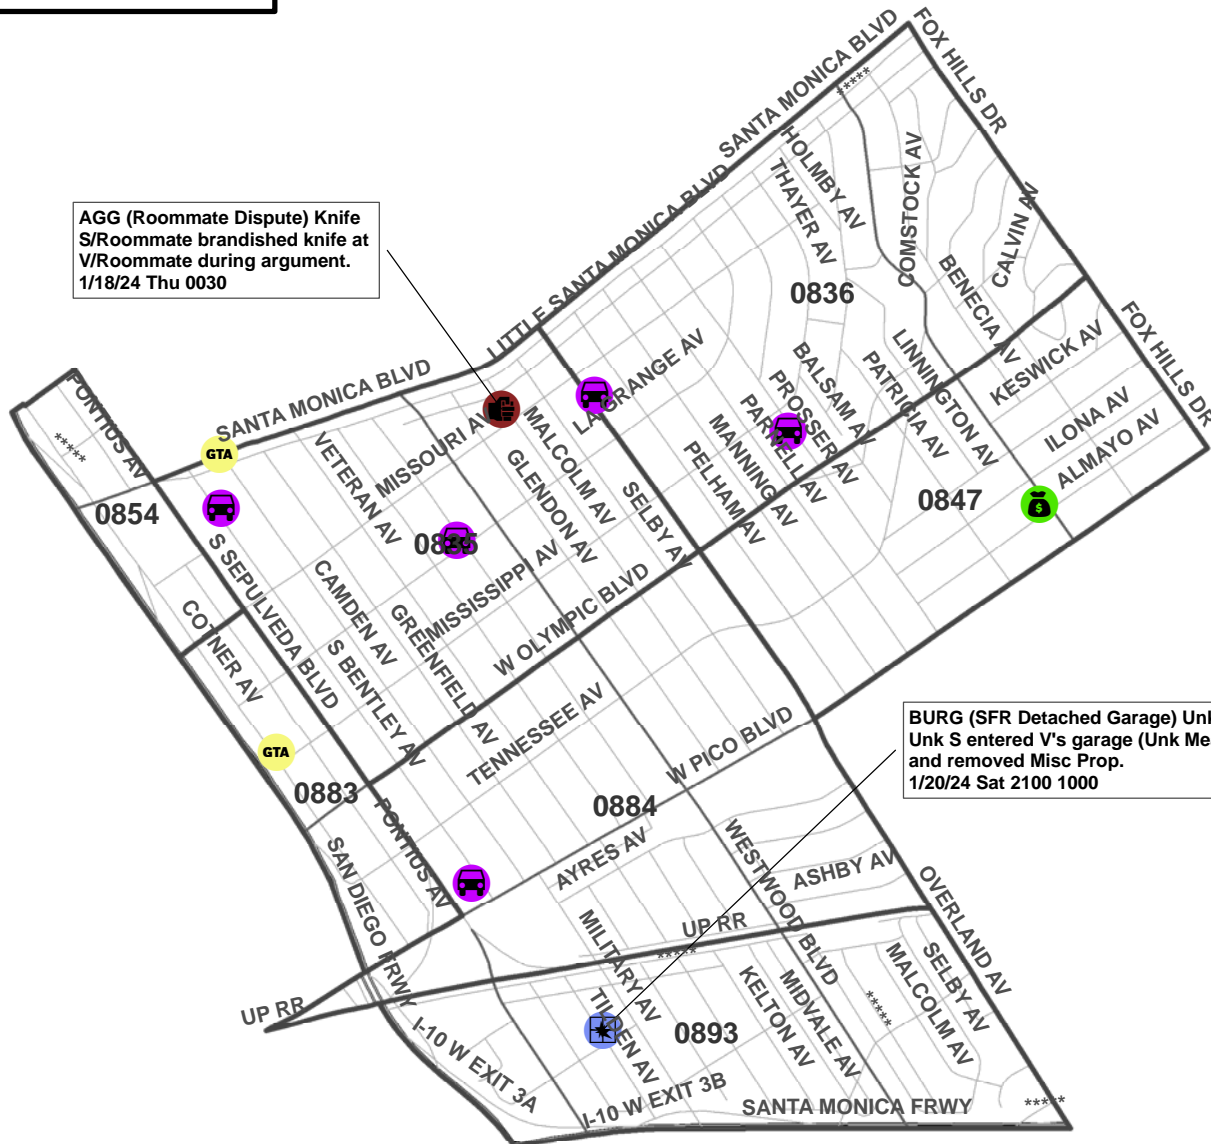 SANTA MONICA BLVD
FOX HILLS DR
*****
HOLMBY AV
THAYER AV
COMSTOCK AV
CALVIN AV
BENECIA AV
LITTLE SANTA MONICA BLVD
AGG (Roommate Dispute) Knife
S/Roommate brandished knife at
V/Roommate during argument.
1/18/24 Thu 0030
0836
FOX HILLS DR
KESWICK AV
ILONA AV
ALMAYO AV
LINNINGTON AV
PATRICIA AV
BALSAM AV
PROSSER AV
PARNELL AV
MANNING AV
PELHAM AV
LA GRANGE AV
SANTA MONICA BLVD
PONTIUS AV
*****
GTA
VETERAN AV
MISSOURI AV
MALCOLM AV
GLENDON AV
SELBY AV
0854
0835
0847
$
S SEPULVEDA BLVD
CAMDEN AV
MISSISSIPPI AV
GREENFIELD AV
S BENTLEY AV
W OLYMPIC BLVD
COTNER AV
TENNESSEE AV
GTA
0883
W PICO BLVD
0884
BURG (SFR Detached Garage)
Unk S entered V's garage (Unk
and removed Misc Prop.
1/20/24 Sat 2100 1000
PONTIUS AV
SAN DIEGO FRWY
AYRES AV
WESTWOOD BLVD
ASHBY AV
OVERLAND AV
UP RR
*****
UP RR
MILITARY AV
TILDEN AV
0893
KELTON AV
MIDVALE AV
*****
MALCOLM AV
SELBY AV
I-10 W EXIT 3A
I-10 W EXIT 3B
SANTA MONICA FRWY
*****